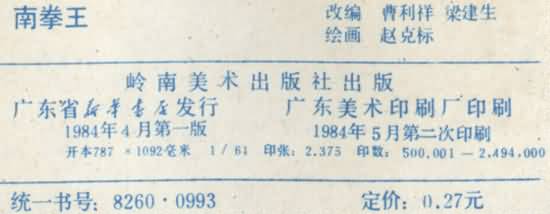 南拳王
改编 曹利祥 梁建生
绘画 赵克标
岭南美术出版社出版
广东省新华书店发行 广东美术印刷厂印刷
1984年4月第一版 1984年5月第二次印刷
开本787×1092毫米 1/64 印张: 2.375 印数: 500,001—2,494,000
统一书号: 8260·0993 定价: 0.27元